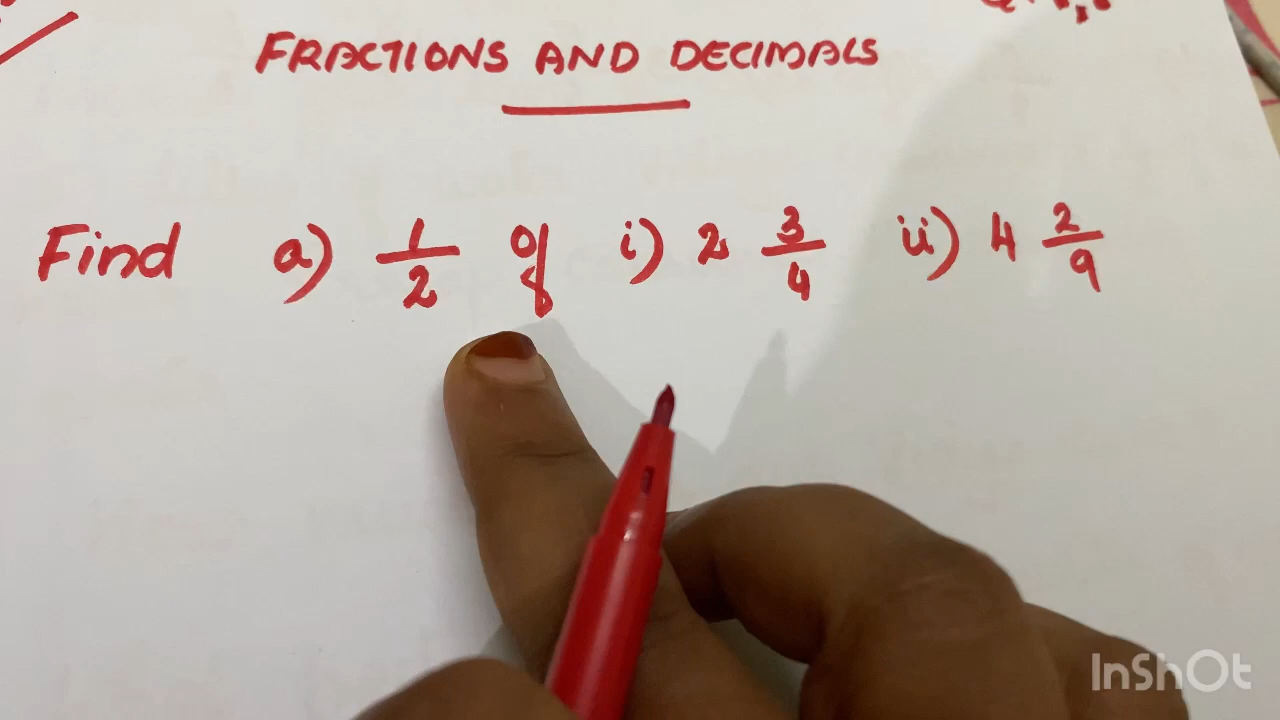 FRACTIONS AND DECIMALS
Find a) 1/2 of i) 2 3/4 ii) 4 2/9
InShOt